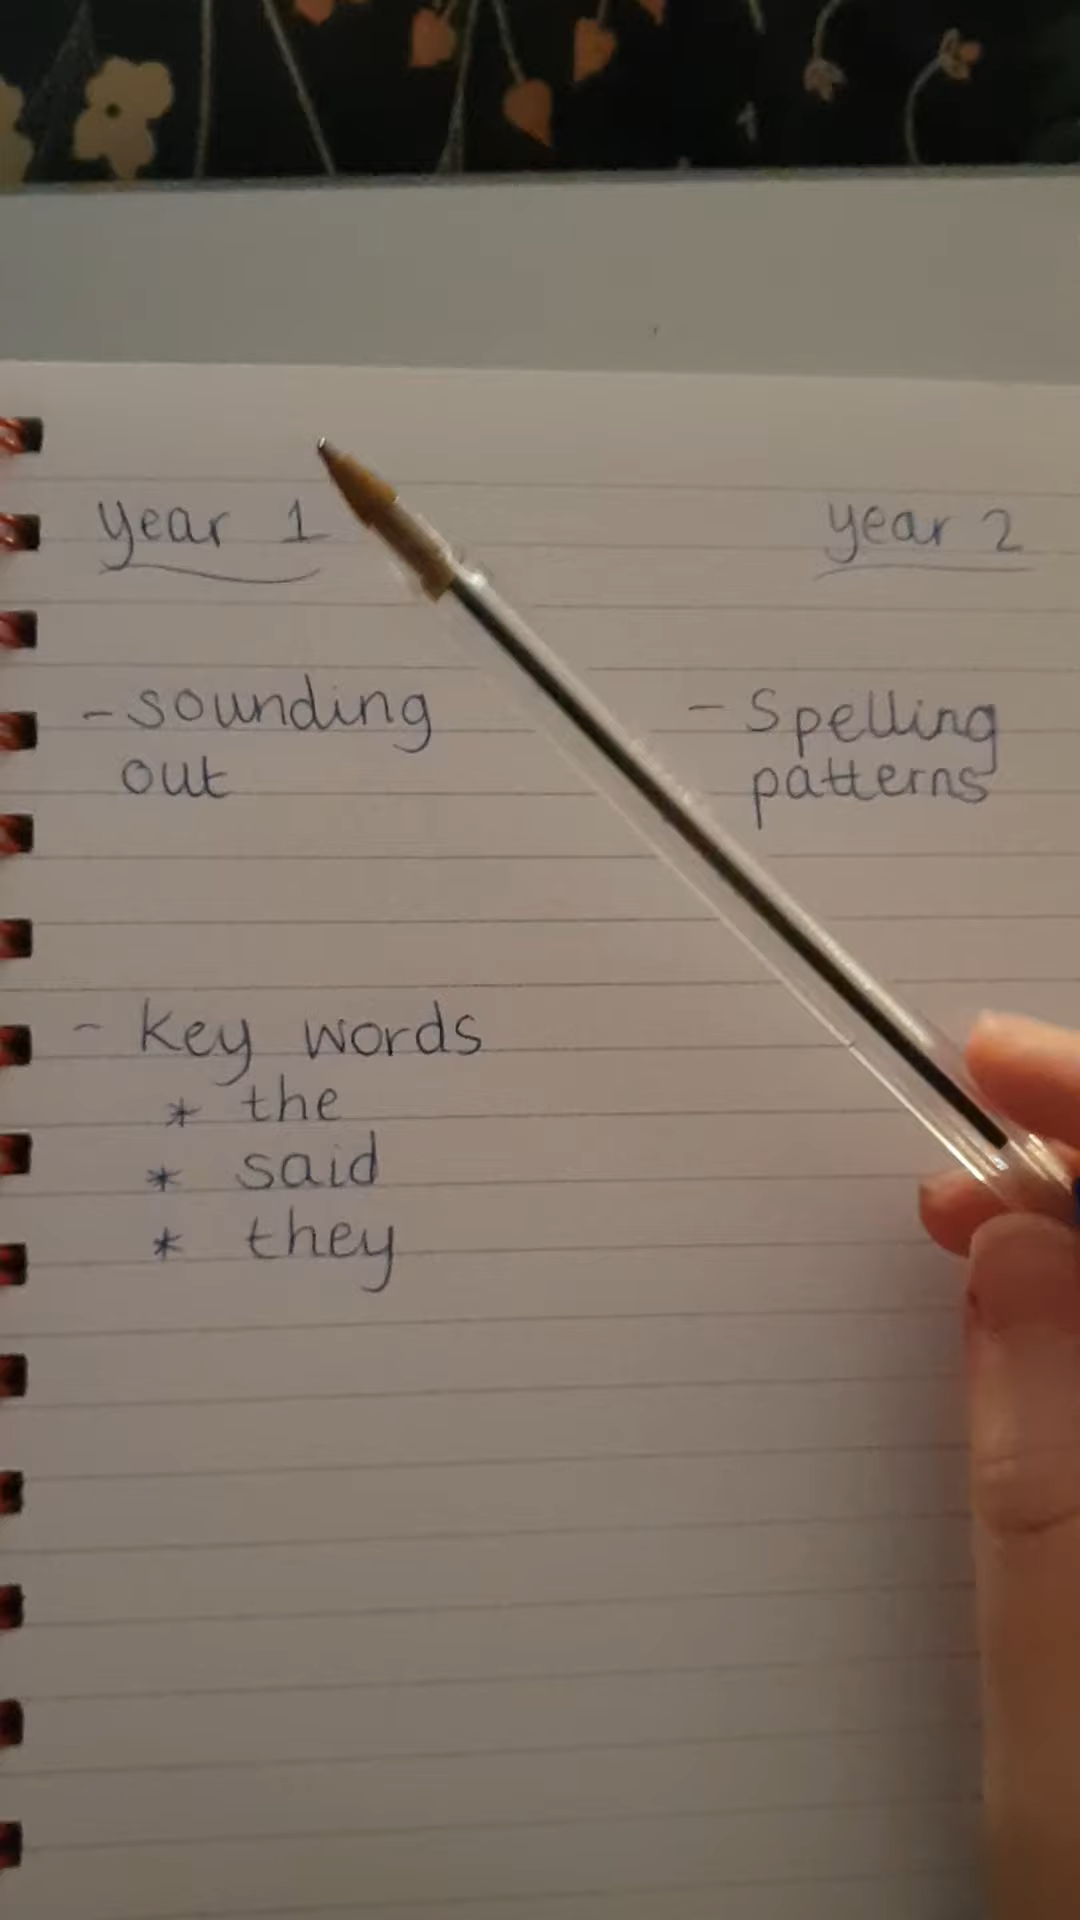 year 1
- sounding
out
- key words
* the
* said
* they
year 2
- Spelling
patterns